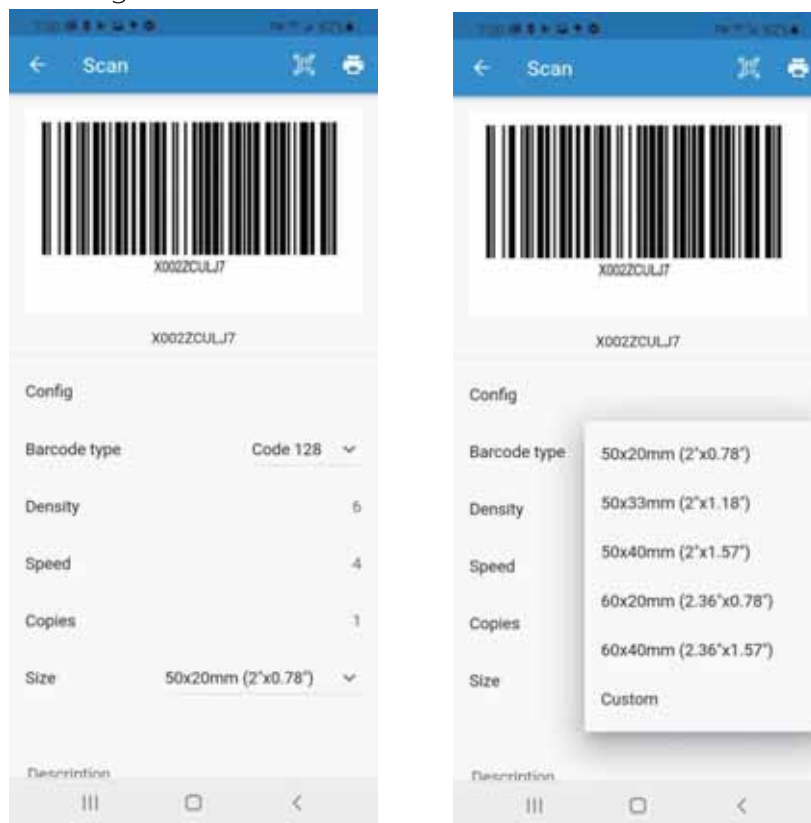 Scan
X002ZCULJ7
X002ZCULJ7
Config
Barcode type Code 128
Density 6
Speed 4
Copies 1
Size 50x20mm (2"x0.78")
Description
Scan
X002ZCULJ7
X002ZCULJ7
Config
Barcode type
Density
Speed
Copies
Size
50x20mm (2"x0.78")
50x33mm (2"x1.18")
50x40mm (2"x1.57")
60x20mm (2.36"x0.78")
60x40mm (2.36"x1.57")
Custom
Description